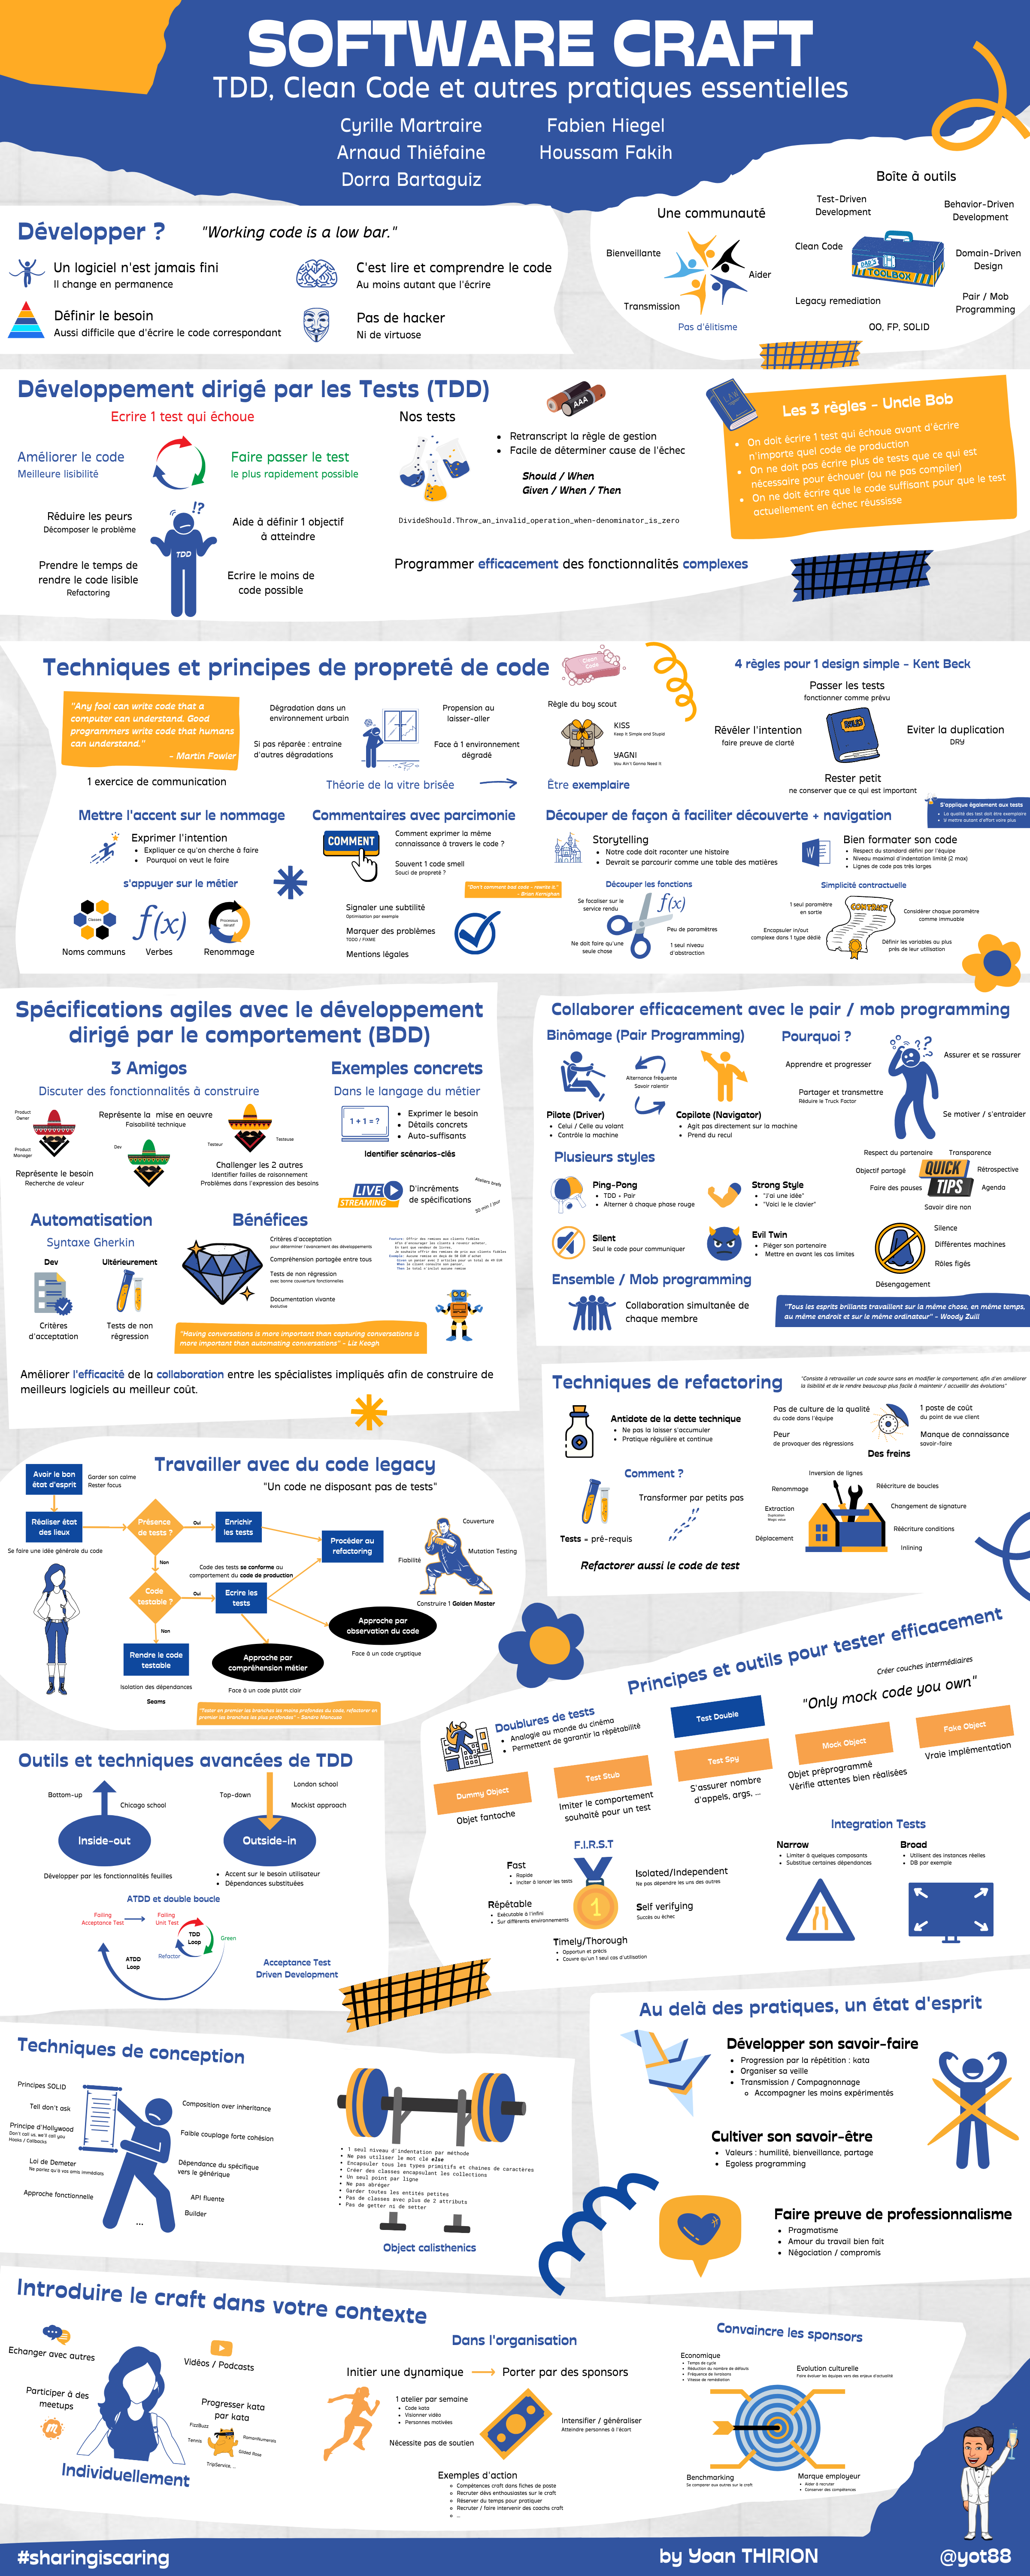 SOFTWARE CRAFT
TDD, Clean Code et autres pratiques essentielles
Cyrille Martraire
Fabien Hiegel
Arnaud Thiéfaine
Houssam Fakih
Dorra Bartaguiz
Développer ?
"Working code is a low bar."
Un logiciel n'est jamais fini
Il change en permanence
C'est lire et comprendre le code
Au moins autant que l'écrire
Définir le besoin
Aussi difficile que d'écrire le code correspondant
Pas de hacker
Ni de virtuose
Une communauté
Bienveillante
Aider
Transmission
Pas d'élitisme
Boîte à outils
Test-Driven
Development
Behavior-Driven
Development
Clean Code
TOOLBOX
Domain-Driven
Design
Legacy remediation
Pair / Mob
Programming
OO, FP, SOLID
Développement dirigé par les Tests (TDD)
Ecrire 1 test qui échoue
Améliorer le code
Meilleure lisibilité
Faire passer le test
le plus rapidement possible
!?
TDD
Réduire les peurs
Décomposer le problème
Aide à définir 1 objectif
à atteindre
Prendre le temps de
rendre le code lisible
Refactoring
Ecrire le moins de
code possible
Nos tests
AAA
Retranscript la règle de gestion
Facile de déterminer cause de l'échec
Should / When
Given / When / Then
DivideShould.Throw_an_invalid_operation_when-denominator_is_zero
Programmer efficacement des fonctionnalités complexes
Les 3 règles - Uncle Bob
On doit écrire 1 test qui échoue avant d'écrire
n'importe quel code de production
On ne doit pas écrire plus de tests que ce qui est
nécessaire pour échouer (ou ne pas compiler)
On ne doit écrire que le code suffisant pour que le test
actuellement en échec réussisse
Techniques et principes de propreté de code
"Any fool can write code that a
computer can understand. Good
programmers write code that humans
can understand."
- Martin Fowler
1 exercice de communication
Dégradation dans un
environnement urbain
Propension au
laisser-aller
Si pas réparée : entraine
d'autres dégradations
Face à 1 environnement
dégradé
Théorie de la vitre brisée
Règle du boy scout
KISS
Keep It Simple and Stupid
YAGNI
You Ain't Gonna Need It
Être exemplaire
4 règles pour 1 design simple - Kent Beck
Passer les tests
fonctionner comme prévu
Révéler l'intention
faire preuve de clarté
RULES
Eviter la duplication
DRY
Rester petit
ne conserver que ce qui est important
S'applique également aux tests
La qualité des test doit être exemplaire
Y mettre autant d'effort voire plus
Mettre l'accent sur le nommage
Exprimer l'intention
Expliquer ce qu'on cherche à faire
Pourquoi on veut le faire
s'appuyer sur le métier
Classes
f(x)
Noms communs
Verbes
Renommage
Commentaires avec parcimonie
COMMENT
Comment exprimer la même
connaissance à travers le code ?
Souvent 1 code smell
Souci de propreté ?
"Don't comment bad code - rewrite it."
- Brian Kernighan
Signaler une subtilité
Optimisation par exemple
Marquer des problèmes
TODO / FIXME
Mentions légales
Découper de façon à faciliter découverte + navigation
Storytelling
Notre code doit raconter une histoire
Devrait se parcourir comme une table des matières
Découper les fonctions
Se focaliser sur le
service rendu
f(x)
Peu de paramètres
Ne doit faire qu'une
seule chose
1 seul niveau
d'abstraction
Bien formater son code
Respect du standard défini par l'équipe
Niveau maximal d'indentation limité (2 max)
Lignes de code pas très larges
Simplicité contractuelle
1 seul paramètre
en sortie
CONTRAT
Considérer chaque paramètre
comme immuable
Encapsuler in/out
complexe dans 1 type dédié
Définir les variables au plus
près de leur utilisation
Spécifications agiles avec le développement
dirigé par le comportement (BDD)
3 Amigos
Discuter des fonctionnalités à construire
Product
Owner
Product
Manager
Représente la mise en oeuvre
Faisabilité technique
Dev
Testeur
Testeuse
Représente le besoin
Recherche de valeur
Challenger les 2 autres
Identifier failles de raisonnement
Problèmes dans l'expression des besoins
Exemples concrets
Dans le langage du métier
1 + 1 = ?
Exprimer le besoin
Détails concrets
Auto-suffisants
Identifier scénarios-clés
LIVE
STREAMING
D'incréments
de spécifications
Ateliers brefs
30 min / jour
Automatisation
Syntaxe Gherkin
Dev
Ultérieurement
Critères
d'acceptation
Tests de non
régression
Bénéfices
Critères d'acceptation
pour déterminer l'avancement des développements
Compréhension partagée entre tous
Tests de non régression
avec bonne couverture fonctionnelles
Documentation vivante
évolutive
"Having conversations is more important than capturing conversations is
more important than automating conversations" - Liz Keogh
Améliorer l'efficacité de la collaboration entre les spécialistes impliqués afin de construire de
meilleurs logiciels au meilleur coût.
Collaborer efficacement avec le pair / mob programming
Binômage (Pair Programming)
Alternance fréquente
Savoir ralentir
Pilote (Driver)
Celui / Celle au volant
Contrôle la machine
Copilote (Navigator)
Agit pas directement sur la machine
Prend du recul
Pourquoi ?
Apprendre et progresser
Assurer et se rassurer
Partager et transmettre
Réduire le Truck Factor
Se motiver / s'entraider
Plusieurs styles
Ping-Pong
TDD + Pair
Alterner à chaque phase rouge
Strong Style
"J'ai une idée"
"Voici le le clavier"
Silent
Seul le code pour communiquer
Evil Twin
Piéger son partenaire
Mettre en avant les cas limites
Respect du partenaire
Transparence
Objectif partagé
QUICK
TIPS
Rétrospective
Faire des pauses
Agenda
Savoir dire non
Silence
Différentes machines
Rôles figés
Désengagement
Ensemble / Mob programming
Collaboration simultanée de
chaque membre
"Tous les esprits brillants travaillent sur la même chose, en même temps,
au même endroit et sur le même ordinateur" - Woody Zuill
Techniques de refactoring
"Consiste à retravailler un code source sans en modifier le comportement, afin d'en améliorer
la lisibilité et de le rendre beaucoup plus facile à maintenir / accueillir des évolutions"
Antidote de la dette technique
Ne pas la laisser s'accumuler
Pratique régulière et continue
Pas de culture de la qualité
du code dans l'équipe
1 poste de coût
du point de vue client
Peur
de provoquer des régressions
Manque de connaissance
savoir-faire
Des freins
Comment ?
Transformer par petits pas
Tests = pré-requis
Refactorer aussi le code de test
Inversion de lignes
Renommage
Réécriture de boucles
Extraction
Duplication
Magic value
Changement de signature
Déplacement
Réécriture conditions
Inlining
Travailler avec du code legacy
"Un code ne disposant pas de tests"
Avoir le bon
état d'esprit
Garder son calme
Rester focus
Réaliser état
des lieux
Se faire une idée générale du code
Présence
de tests ?
Oui
Enrichir
les tests
Procéder au
refactoring
Non
Code des tests se conforme au
comportement du code de production
Code
testable ?
Oui
Ecrire les
tests
Non
Rendre le code
testable
Isolation des dépendances
Seams
Approche par
observation du code
Face à un code cryptique
Approche par
compréhension métier
Face à un code plutôt clair
Couverture
Fiabilité
Mutation Testing
Construire 1 Golden Master
"Tester en premier les branches les moins profondes du code, refactorer en
premier les branches les plus profondes" - Sandro Mancuso
Principes et outils pour tester efficacement
Doublures de tests
Analogie au monde du cinéma
Permettent de garantir la répétabilité
Test Double
Créer couches intermédiaires
"Only mock code you own"
Dummy Object
Objet fantoche
Test Stub
Imiter le comportement
souhaité pour un test
Test Spy
S'assurer nombre
d'appels, args, ...
Mock Object
Objet préprogrammé
Vérifie attentes bien réalisées
Fake Object
Vraie implémentation
F.I.R.S.T
Fast
Rapide
Inciter à lancer les tests
Isolated/Independent
Ne pas dépendre les uns des autres
Répétable
Exécutable à l'infini
Sur différents environnements
1
Self verifying
Succès ou échec
Timely/Thorough
Opportun et précis
Couvre qu'un 1 seul cas d'utilisation
Integration Tests
Narrow
Limiter à quelques composants
Substitue certaines dépendances
Broad
Utilisent des instances réelles
DB par exemple
Outils et techniques avancées de TDD
Bottom-up
Chicago school
Inside-out
Développer par les fonctionnalités feuilles
Top-down
London school
Mockist approach
Outside-in
Accent sur le besoin utilisateur
Dépendances substituées
ATDD et double boucle
Failing
Acceptance Test
Failing
Unit Test
TDD
Loop
Green
Refactor
ATDD
Loop
Acceptance Test
Driven Development
Techniques de conception
Principes SOLID
Tell don't ask
Principe d'Hollywood
Don't call us, we'll call you
Hooks / Callbacks
Loi de Demeter
Ne parlez qu'à vos amis immédiats
Approche fonctionnelle
Composition over inheritance
Faible couplage forte cohésion
Dépendance du spécifique
vers le générique
API fluente
Builder
...
1 seul niveau d'indentation par méthode
Ne pas utiliser le mot clé else
Encapsuler tous les types primitifs et chaines de caractères
Créer des classes encapsulant les collections
Un seul point par ligne
Ne pas abréger
Garder toutes les entités petites
Pas de classes avec plus de 2 attributs
Pas de getter ni de setter
Object calisthenics
Au delà des pratiques, un état d'esprit
Développer son savoir-faire
Progression par la répétition : kata
Organiser sa veille
Transmission / Compagnonnage
Accompagner les moins expérimentés
Cultiver son savoir-être
Valeurs : humilité, bienveillance, partage
Egoless programming
Faire preuve de professionnalisme
Pragmatisme
Amour du travail bien fait
Négociation / compromis
Introduire le craft dans votre contexte
Echanger avec autres
Vidéos / Podcasts
Participer à des
meetups
Progresser kata
par kata
FizzBuzz
RomanNumerals
Tennis
Gilded Rose
TripService, ...
Individuellement
Dans l'organisation
Initier une dynamique
Porter par des sponsors
1 atelier par semaine
Code kata
Visionner vidéo
Personnes motivées
Nécessite pas de soutien
Intensifier / généraliser
Atteindre personnes à l'écart
Exemples d'action
Compétences craft dans fiches de poste
Recruter dévs enthousiastes sur le craft
Réserver du temps pour pratiquer
Recruter / faire intervenir des coachs craft
...
Convaincre les sponsors
Economique
Temps de cycle
Réduction du nombre de défauts
Fréquence de livraisons
Vitesse de remédiation
Evolution culturelle
Faire évoluer les équipes vers des enjeux d'actualité
Benchmarking
Se comparer aux autres sur le craft
Marque employeur
Aider à recruter
Conserver des compétences
#sharingiscaring
by Yoan THIRION
@yot88